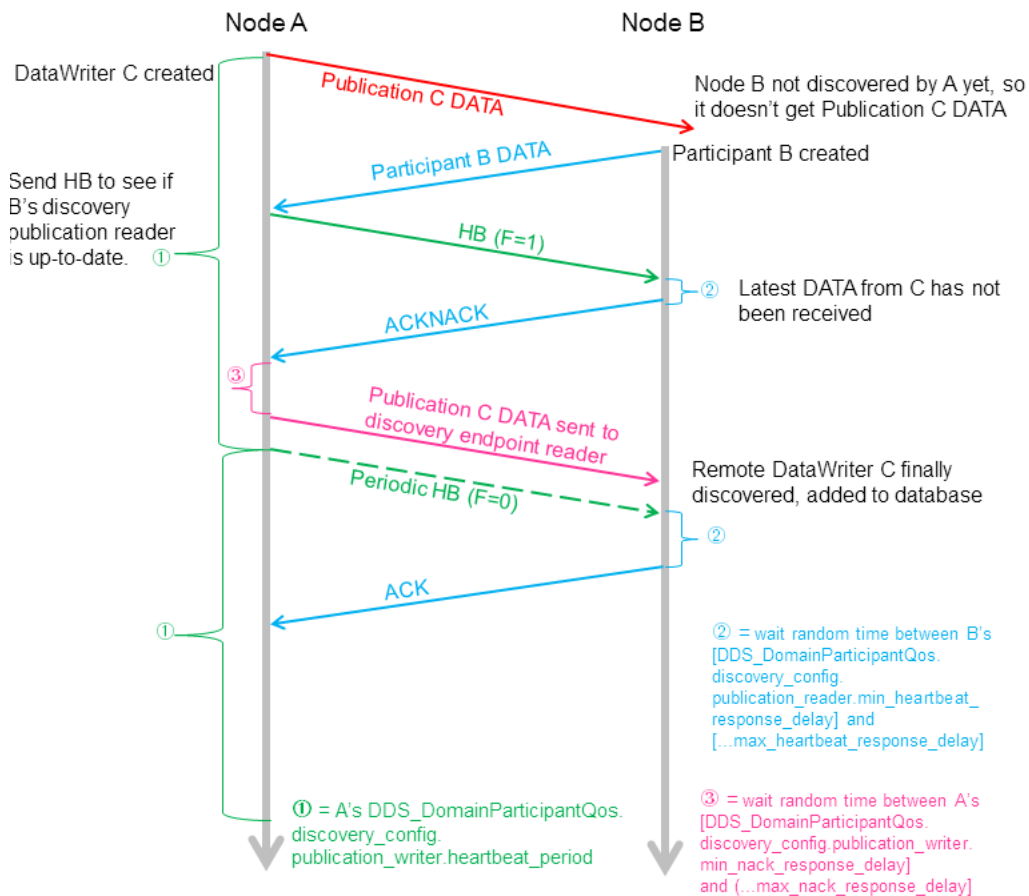 Node A
Node B
DataWriter C created
Publication C DATA
Node B not discovered by A yet, so
it doesn't get Publication C DATA
Participant B DATA
Participant B created
Send HB to see if
B's discovery
publication reader
is up-to-date.
①
HB (F=1)
②
Latest DATA from C has not
been received
ACKNACK
③
Publication C DATA sent to
discovery endpoint reader
Periodic HB (F=0)
Remote DataWriter C finally
discovered, added to database
②
ACK
①
② = wait random time between B's
[DDS_DomainParticipantQos.
discovery_config.
publication_reader.min_heartbeat_
response_delay] and
[...max_heartbeat_response_delay]
① = A's DDS_DomainParticipantQos.
discovery_config.
publication_writer.heartbeat_period
③ = wait random time between A's
[DDS_DomainParticipantQos.
discovery_config.publication_writer.
min_nack_response_delay]
and (...max_nack_response_delay]